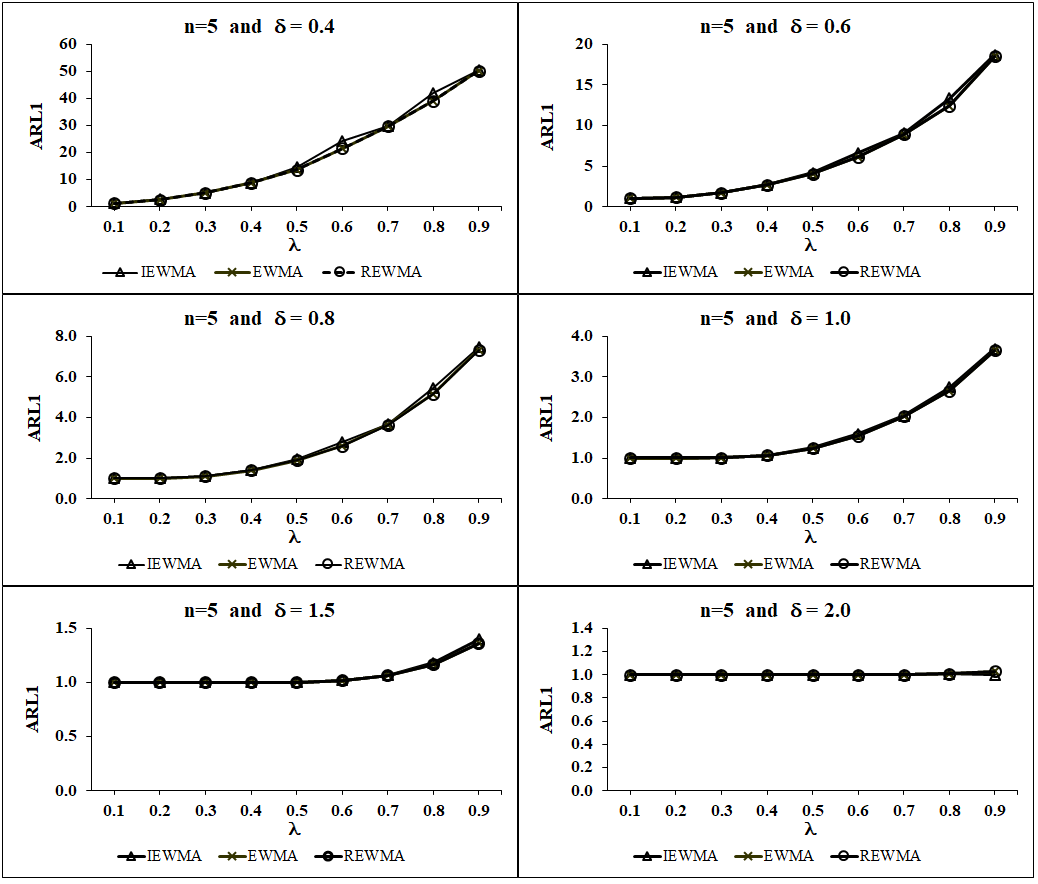 n=5 and δ = 0.4
60
50
40
30
20
10
0
ARL1
0.1 0.2 0.3 0.4 0.5 0.6 0.7 0.8 0.9
λ
IEWMA EWMA REWMA
n=5 and δ = 0.6
20
15
10
5
0
ARL1
0.1 0.2 0.3 0.4 0.5 0.6 0.7 0.8 0.9
λ
IEWMA EWMA REWMA
n=5 and δ = 0.8
8.0
6.0
4.0
2.0
0.0
ARL1
0.1 0.2 0.3 0.4 0.5 0.6 0.7 0.8 0.9
λ
IEWMA EWMA REWMA
n=5 and δ = 1.0
4.0
3.0
2.0
1.0
0.0
ARL1
0.1 0.2 0.3 0.4 0.5 0.6 0.7 0.8 0.9
λ
IEWMA EWMA REWMA
n=5 and δ = 1.5
1.5
1.0
0.5
0.0
ARL1
0.1 0.2 0.3 0.4 0.5 0.6 0.7 0.8 0.9
λ
IEWMA EWMA REWMA
n=5 and δ = 2.0
1.4
1.2
1.0
0.8
0.6
0.4
0.2
0.0
ARL1
0.1 0.2 0.3 0.4 0.5 0.6 0.7 0.8 0.9
λ
IEWMA EWMA REWMA